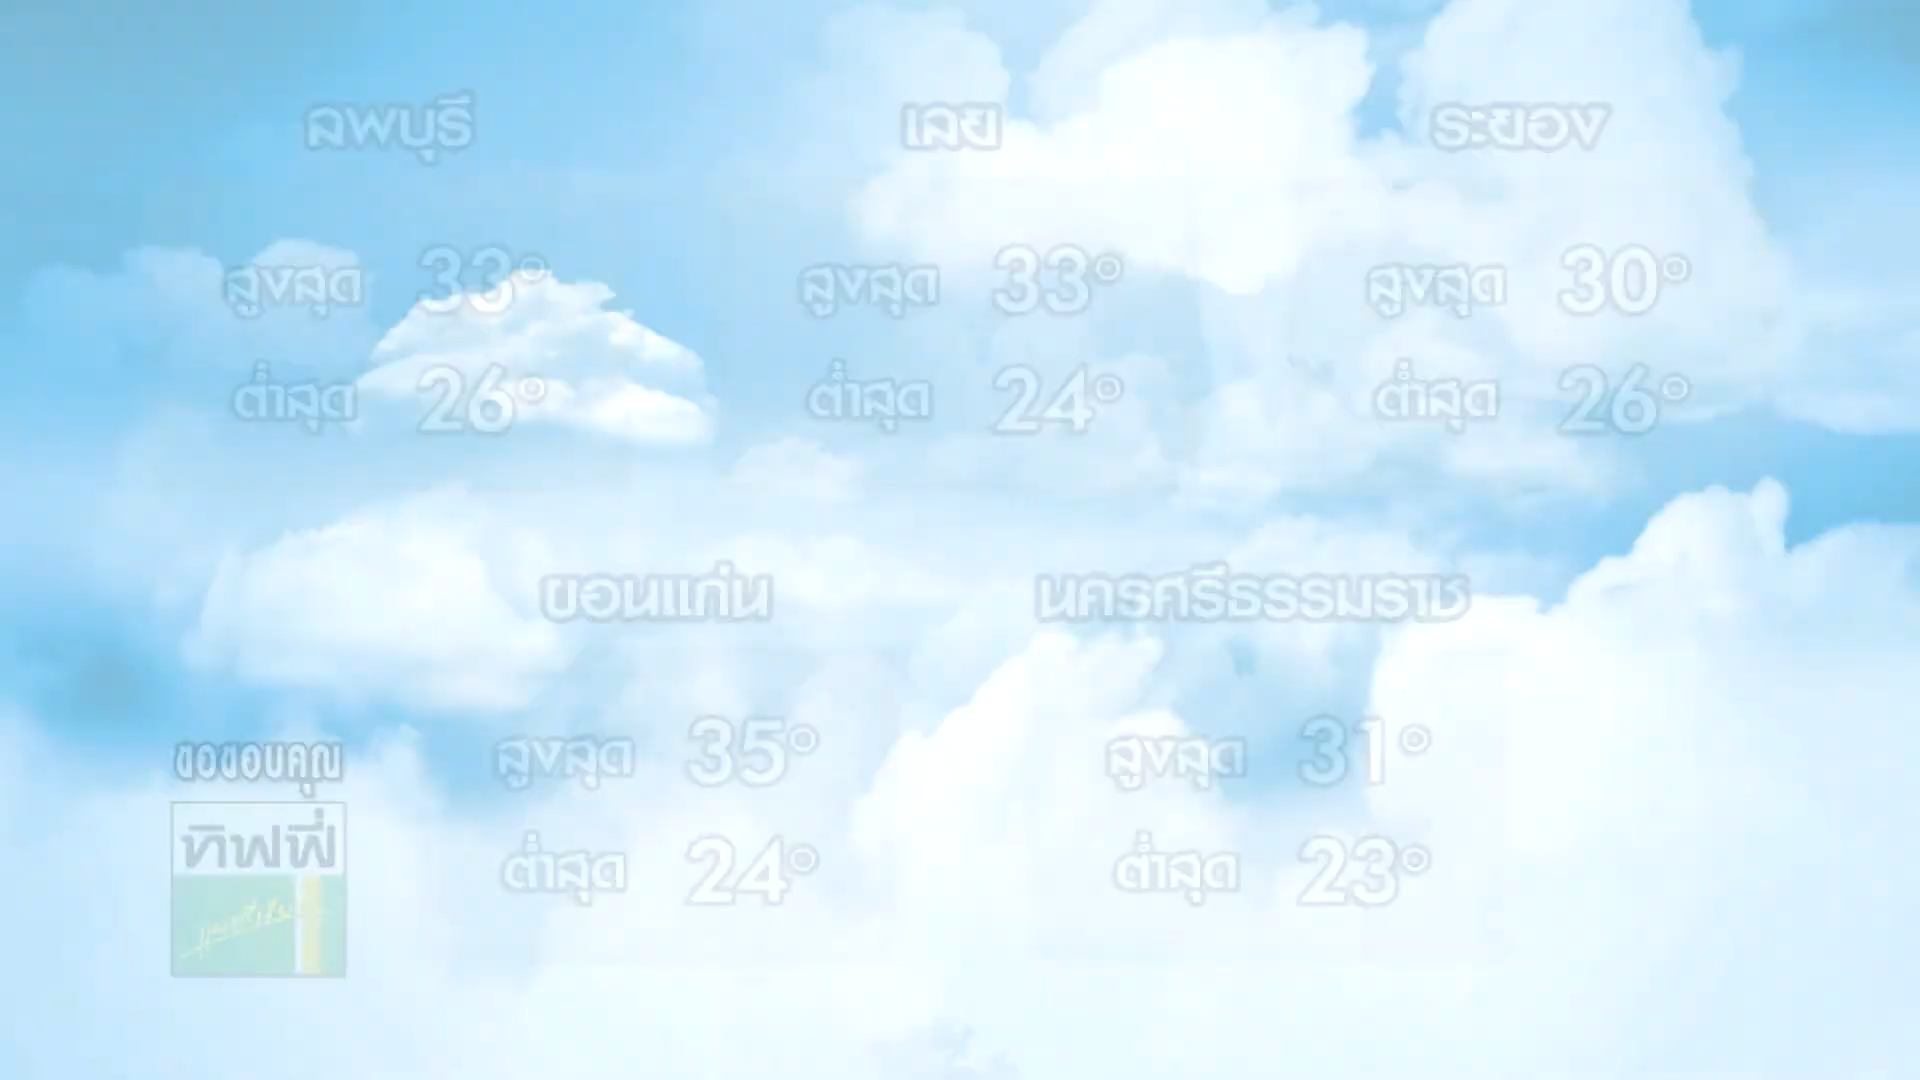 ลพบุรี
สูงสุด 33°
ต่ำสุด 26°
เลย
สูงสุด 33°
ต่ำสุด 24°
ระยอง
สูงสุด 30°
ต่ำสุด 26°
ขอนแก่น
สูงสุด 35°
ต่ำสุด 24°
นครศรีธรรมราช
สูงสุด 31°
ต่ำสุด 23°
ขอขอบคุณ
ทิฟฟี่